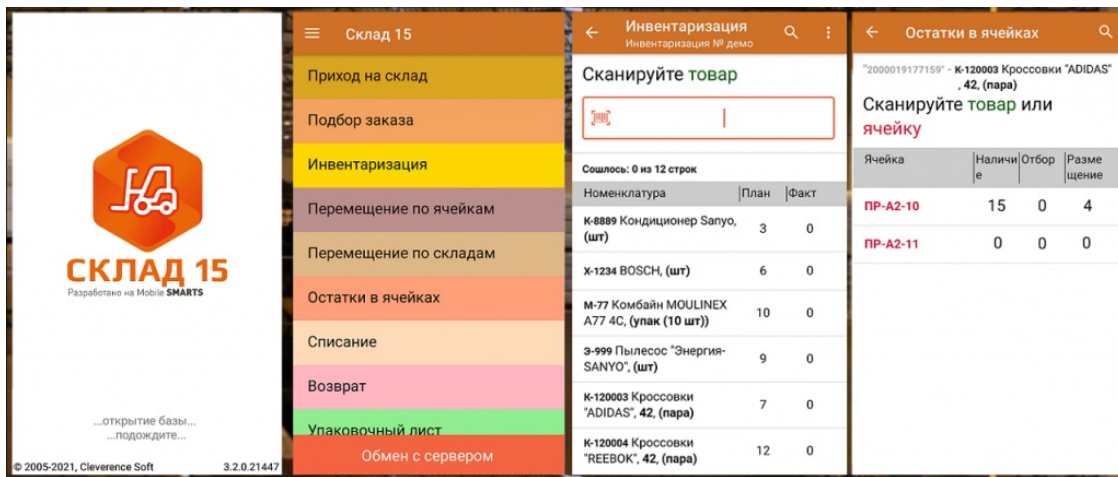 СКЛАД 15
Разработано на Mobile SMARTS
...открытие базы...
...подождите...
© 2005-2021, Cleverence Soft 3.2.0.21447
Склад 15
Приход на склад
Подбор заказа
Инвентаризация
Перемещение по ячейкам
Перемещение по складам
Остатки в ячейках
Списание
Возврат
Упаковочный лист
Обмен с сервером
Инвентаризация
Инвентаризация № демо
Сканируйте товар
Сошлось: 0 из 12 строк
Номенклатура План Факт
К-8889 Кондиционер Sanyo,
(шт) 3 0
Х-1234 BOSCH, (шт) 6 0
М-77 Комбайн MOULINEX
A77 4C, (упак (10 шт)) 10 0
Э-999 Пылесос "Энергия-
SANYO", (шт) 9 0
К-120003 Кроссовки
"ADIDAS", 42, (пара) 7 0
К-120004 Кроссовки
"REEBOK", 42, (пара) 12 0
Остатки в ячейках
"2000019177159" - К-120003 Кроссовки "ADIDAS"
, 42, (пара)
Сканируйте товар или
ячейку
Ячейка Наличи Отбор Разме
е щение
ПР-А2-10 15 0 4
ПР-А2-11 0 0 0